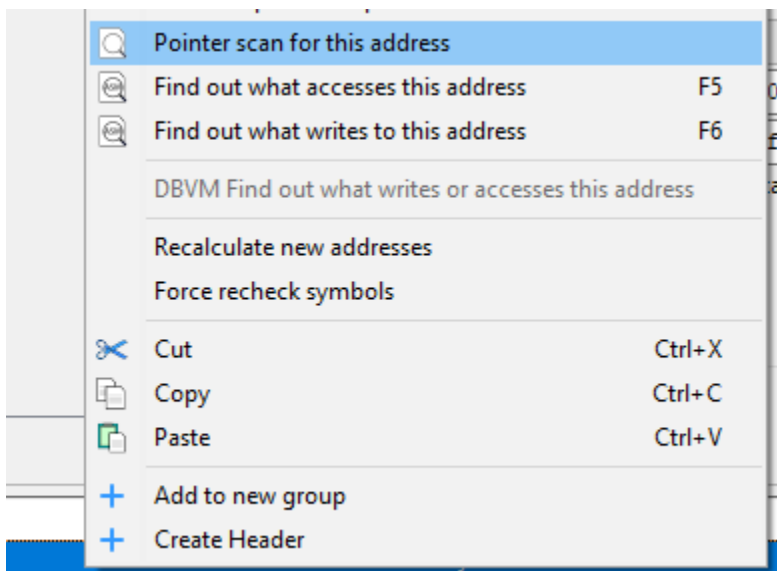 Pointer scan for this address
Find out what accesses this address F5
Find out what writes to this address F6
DBVM Find out what writes or accesses this address
Recalculate new addresses
Force recheck symbols
Cut Ctrl+X
Copy Ctrl+C
Paste Ctrl+V
Add to new group
Create Header